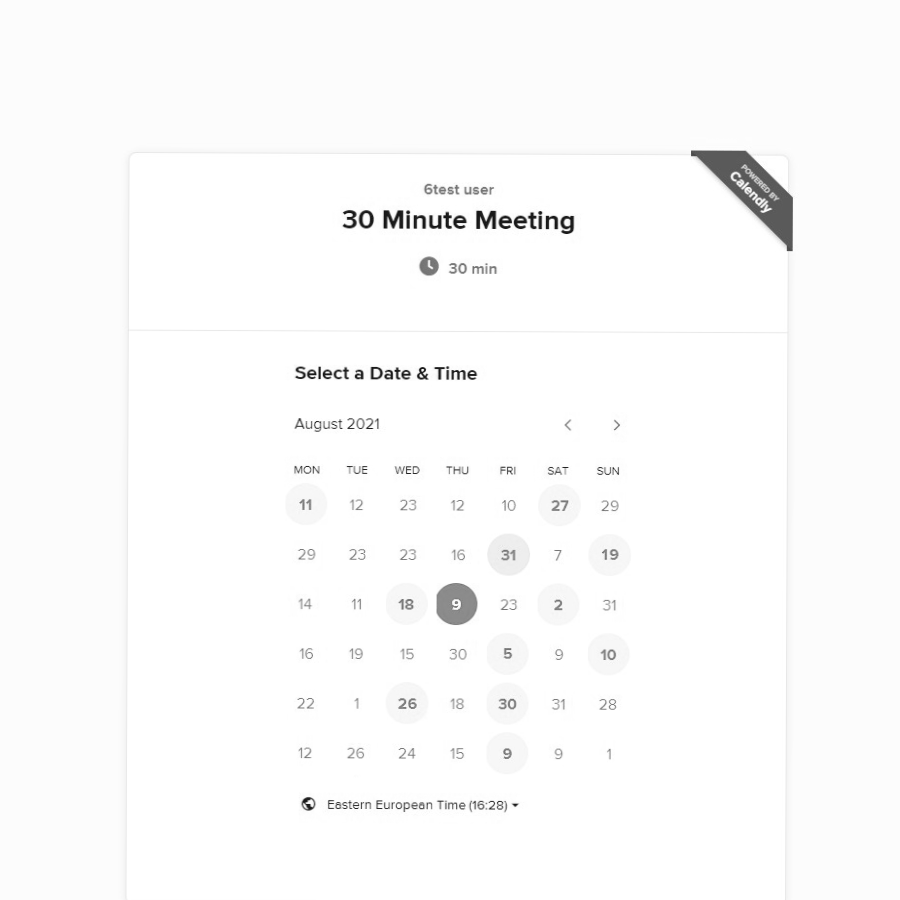 POWERED BY
Calendly
6test user
30 Minute Meeting
30 min
Select a Date & Time
August 2021
MON TUE WED THU FRI SAT SUN
11 12 23 12 10 27 29
29 23 23 16 31 7 19
14 11 18 9 23 2 31
16 19 15 30 5 9 10
22 1 26 18 30 31 28
12 26 24 15 9 9 1
Eastern European Time (16:28)